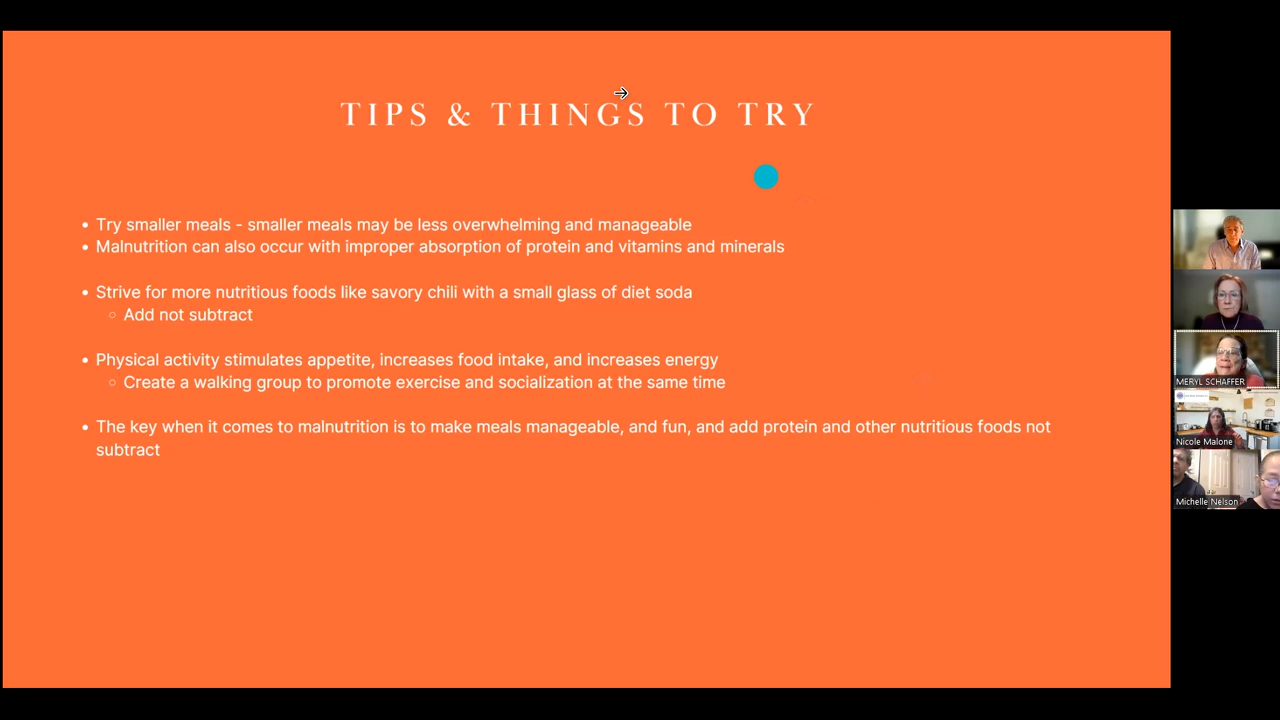 TIPS & THINGS TO TRY
• Try smaller meals - smaller meals may be less overwhelming and manageable
• Malnutrition can also occur with improper absorption of protein and vitamins and minerals
• Strive for more nutritious foods like savory chili with a small glass of diet soda
○ Add not subtract
• Physical activity stimulates appetite, increases food intake, and increases energy
○ Create a walking group to promote exercise and socialization at the same time
• The key when it comes to malnutrition is to make meals manageable, and fun, and add protein and other nutritious foods not
subtract
MERYL SCHAFFER
Nicole Malone
Michelle Nelson